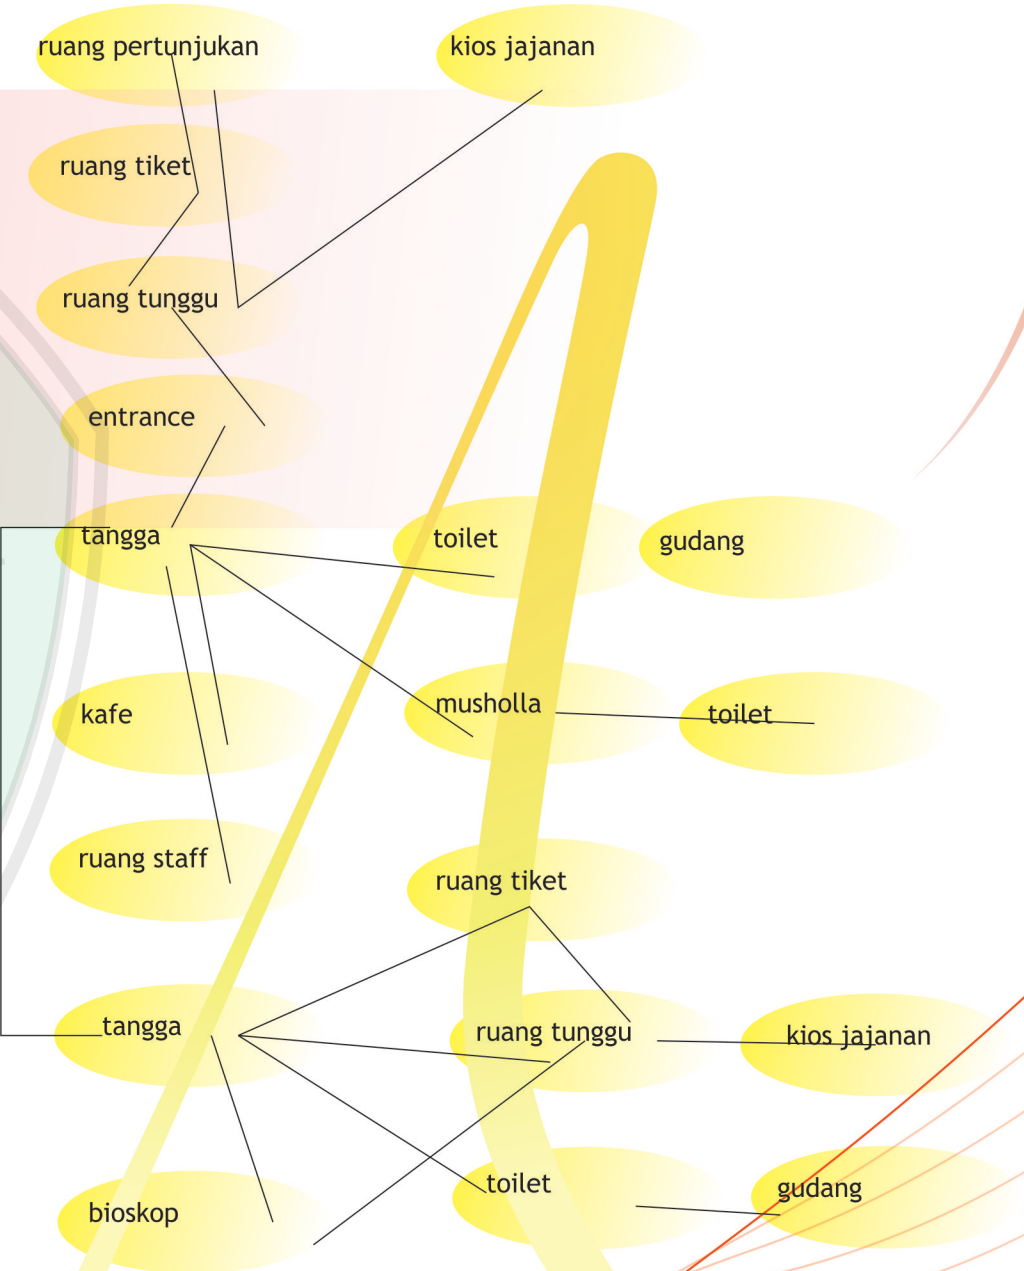 ruang pertunjukan
kios jajanan
ruang tiket
ruang tunggu
entrance
tangga
toilet
gudang
kafe
musholla
toilet
ruang staff
ruang tiket
tangga
ruang tunggu
kios jajanan
bioskop
toilet
gudang